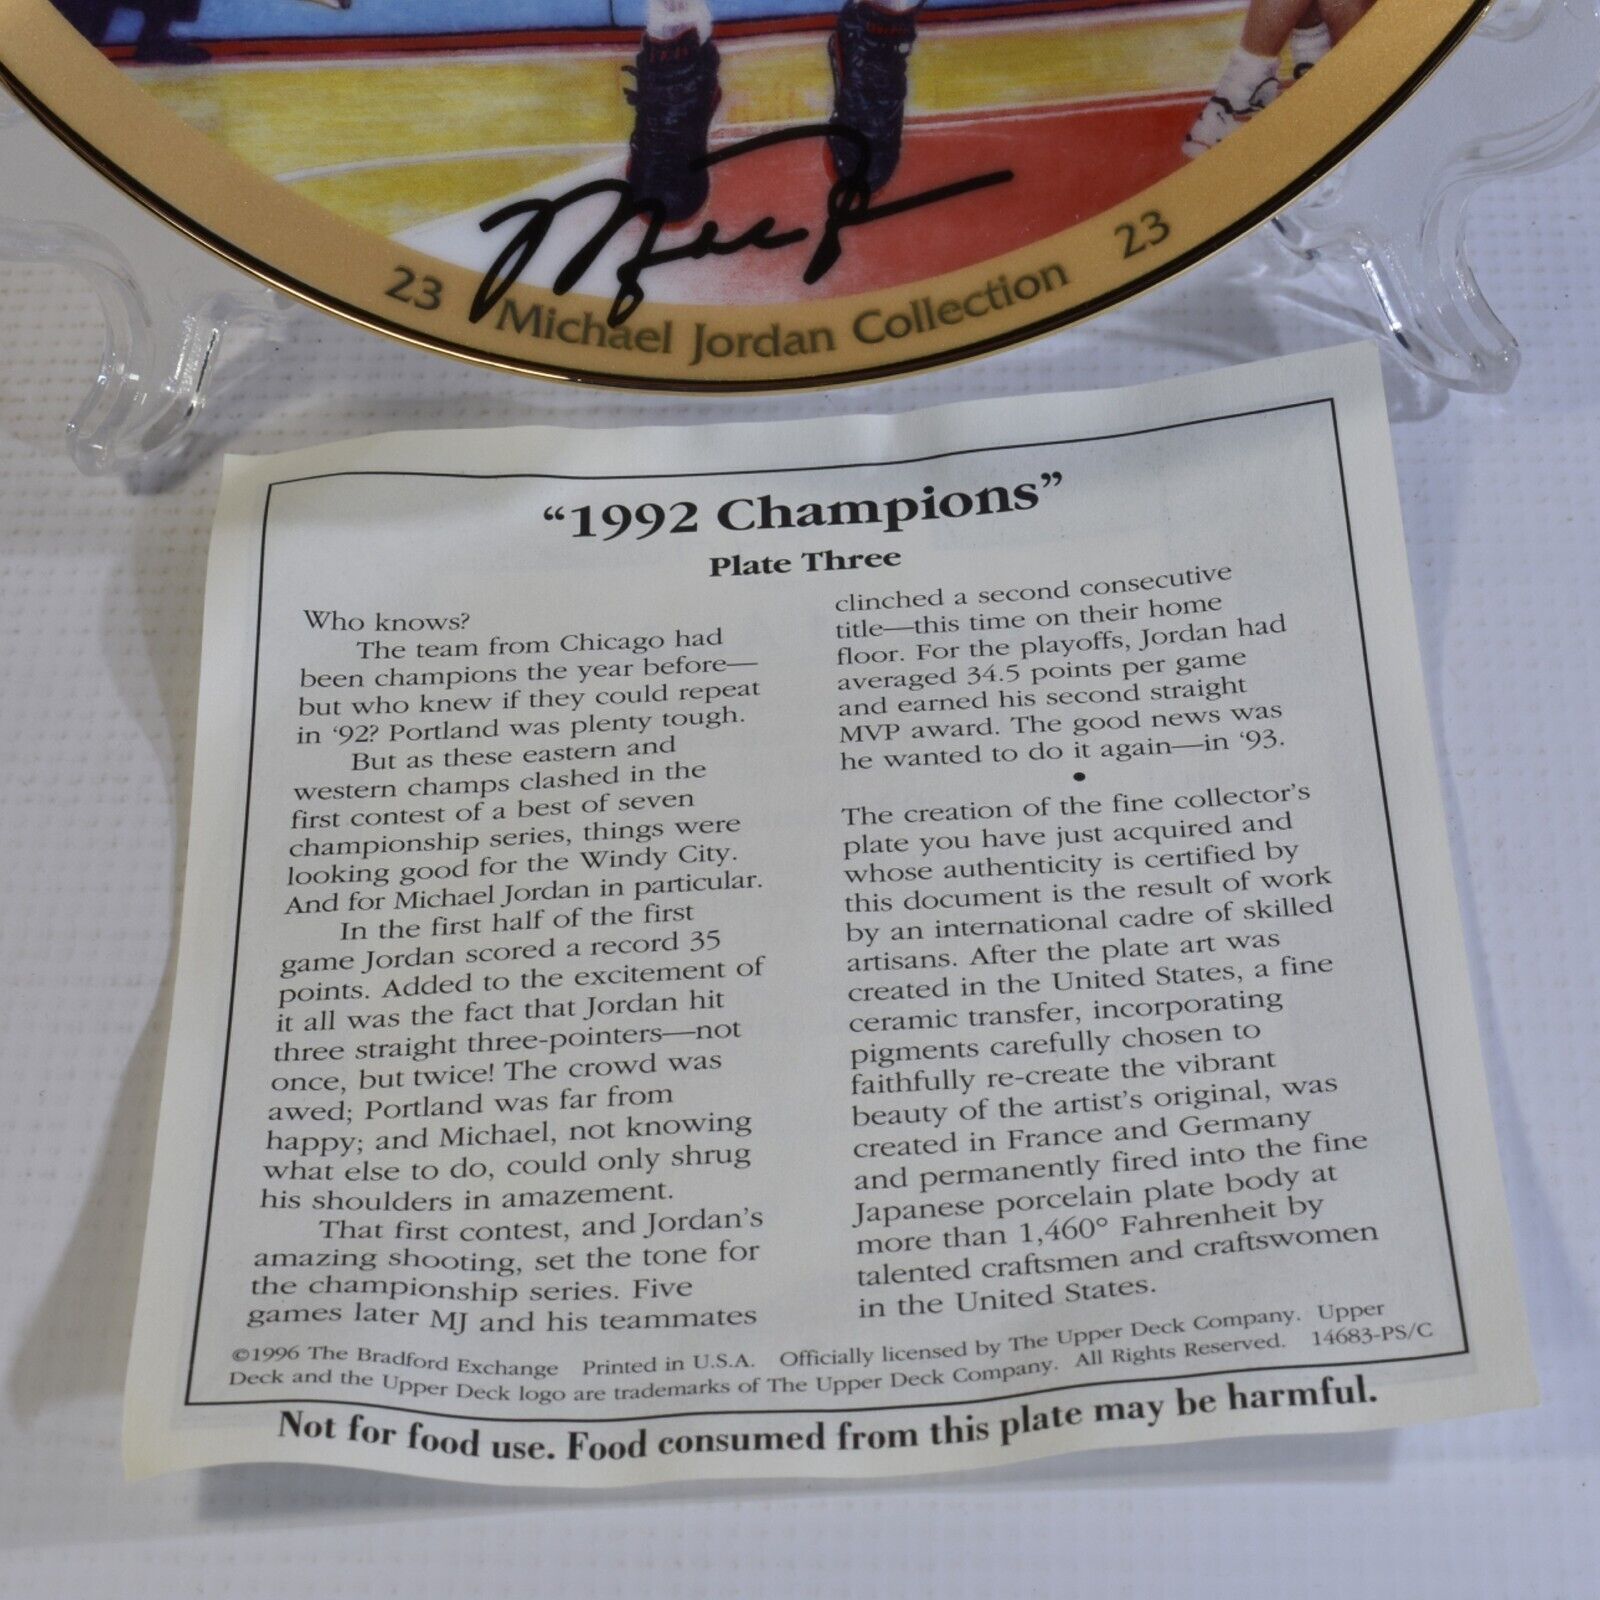 23 Michael Jordan Collection 23
“1992 Champions”
Plate Three
Who knows?
The team from Chicago had
been champions the year before—
but who knew if they could repeat
in ‘92? Portland was plenty tough.
But as these eastern and
western champs clashed in the
first contest of a best of seven
championship series, things were
looking good for the Windy City.
And for Michael Jordan in particular.
In the first half of the first
game Jordan scored a record 35
points. Added to the excitement of
it all was the fact that Jordan hit
three straight three-pointers—not
once, but twice! The crowd was
awed; Portland was far from
happy; and Michael, not knowing
what else to do, could only shrug
his shoulders in amazement.
That first contest, and Jordan’s
amazing shooting, set the tone for
the championship series. Five
games later MJ and his teammates
clinched a second consecutive
title—this time on their home
floor. For the playoffs, Jordan had
averaged 34.5 points per game
and earned his second straight
MVP award. The good news was
he wanted to do it again—in ‘93.
•
The creation of the fine collector’s
plate you have just acquired and
whose authenticity is certified by
this document is the result of work
by an international cadre of skilled
artisans. After the plate art was
created in the United States, a fine
ceramic transfer, incorporating
pigments carefully chosen to
faithfully re-create the vibrant
beauty of the artist’s original, was
created in France and Germany
and permanently fired into the fine
Japanese porcelain plate body at
more than 1,460° Fahrenheit by
talented craftsmen and craftswomen
in the United States.
©1996 The Bradford Exchange Printed in U.S.A. Officially licensed by The Upper Deck Company. Upper
Deck and the Upper Deck logo are trademarks of The Upper Deck Company. All Rights Reserved. 14683-PS/C
Not for food use. Food consumed from this plate may be harmful.